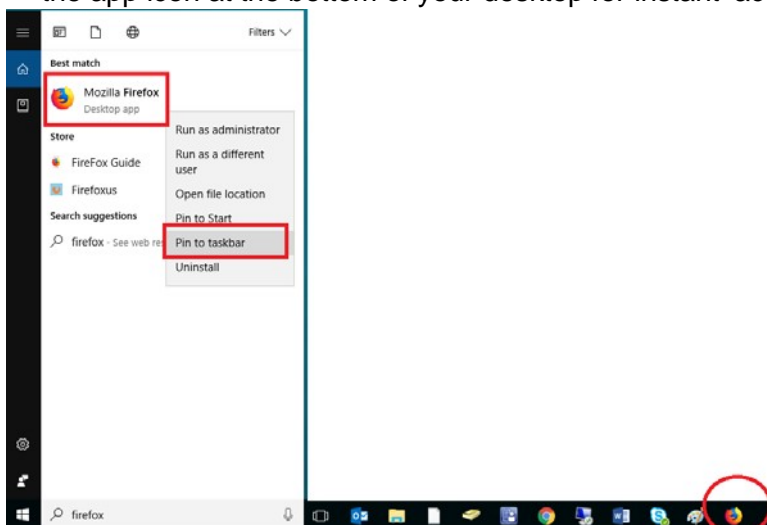 the app icon at the bottom of your desktop for instant ac
Filters
Best match
Mozilla Firefox
Desktop app
Store
FireFox Guide
Firefoxus
Search suggestions
firefox - See web re
Run as administrator
Run as a different
user
Open file location
Pin to Start
Pin to taskbar
Uninstall
firefox